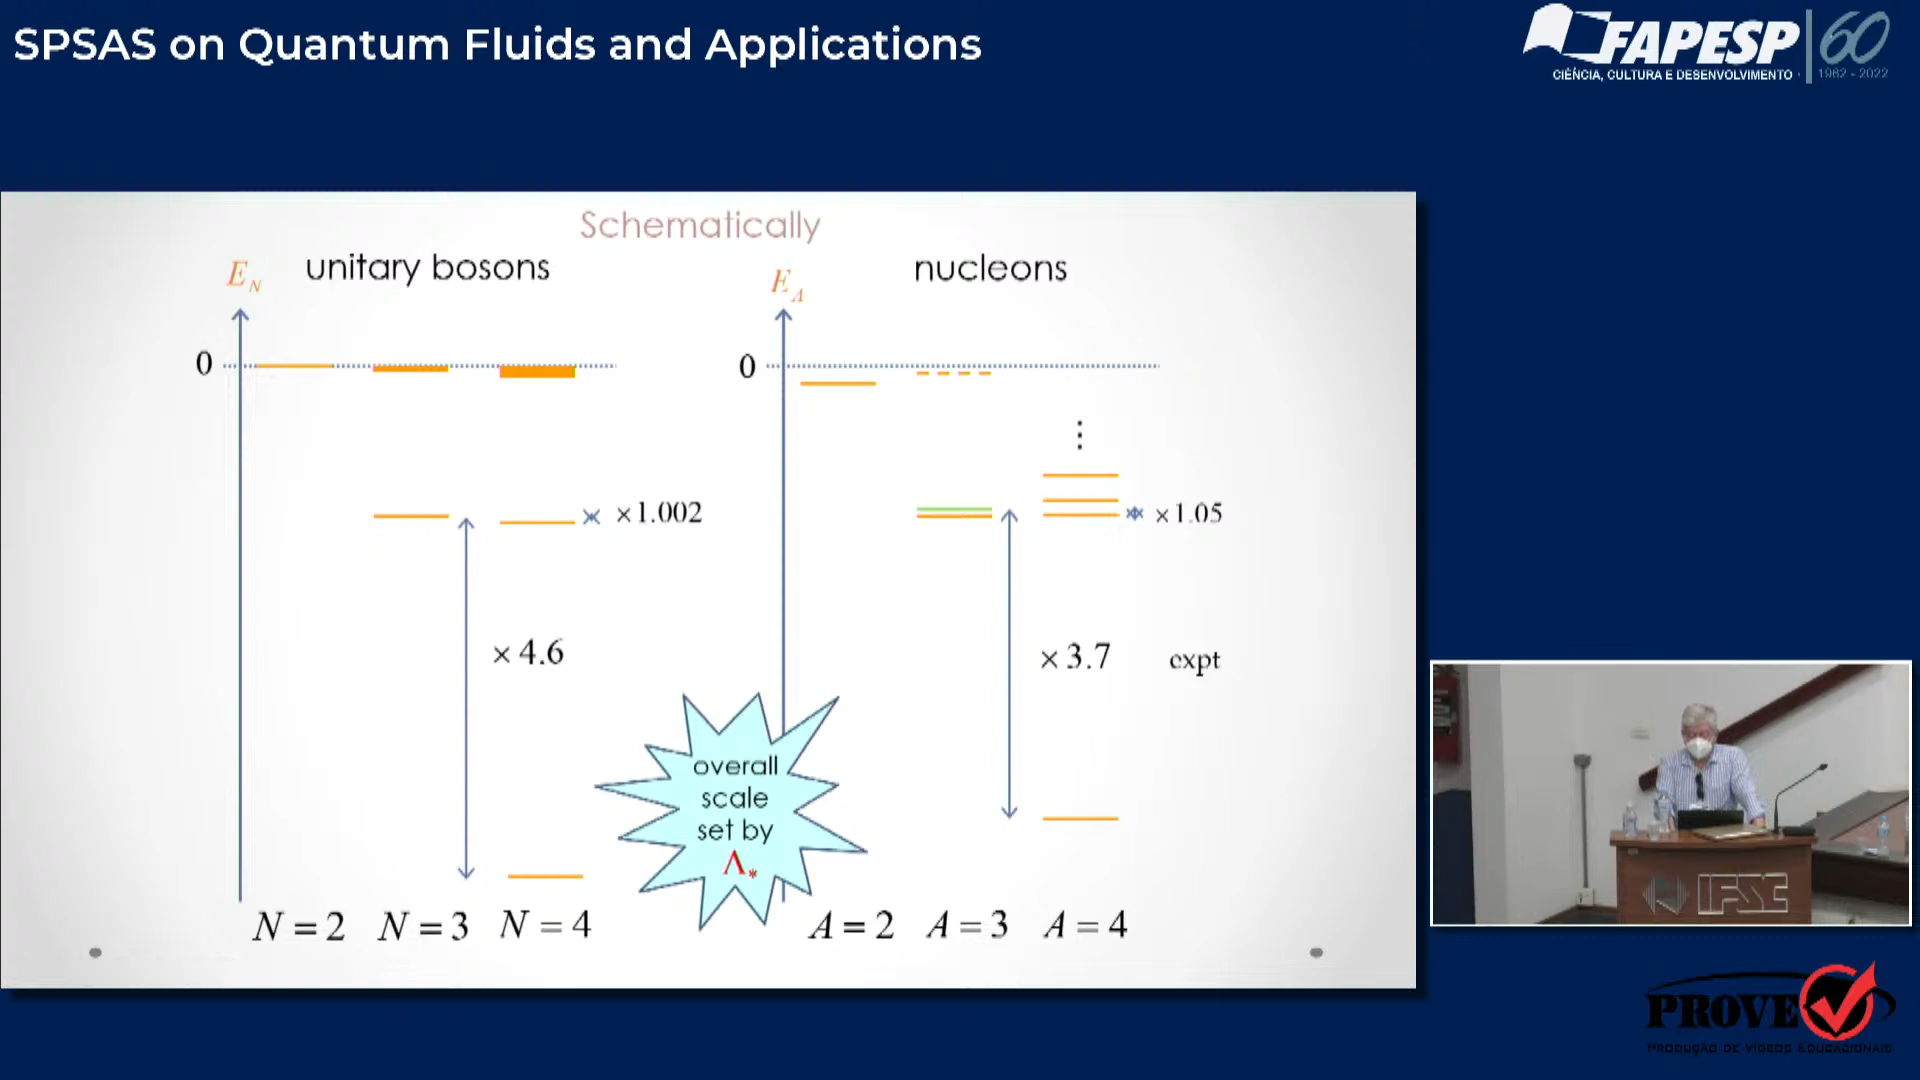 SPSAS on Quantum Fluids and Applications
FAPESP 60
CIÊNCIA, CULTURA E DESENVOLVIMENTO
1962 - 2022
Schematically
unitary bosons
nucleons
E_N
E_A
0
0
⋮
×1.002
×1.05
×4.6
×3.7
expt
overall
scale
set by
Λ*
N = 2 N = 3 N = 4
A = 2 A = 3 A = 4
IFSC
PROVE
PRODUÇÃO DE VÍDEOS EDUCACIONAIS